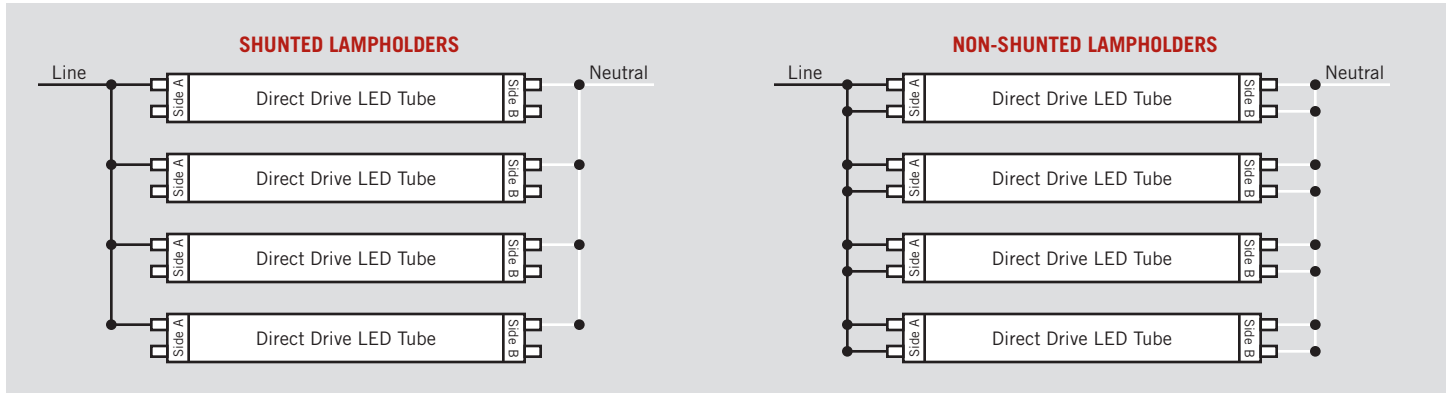 SHUNTED LAMPHOLDERS
Line
Neutral
Side A
Direct Drive LED Tube
Side B
Side A
Direct Drive LED Tube
Side B
Side A
Direct Drive LED Tube
Side B
Side A
Direct Drive LED Tube
Side B
NON-SHUNTED LAMPHOLDERS
Line
Neutral
Side A
Direct Drive LED Tube
Side B
Side A
Direct Drive LED Tube
Side B
Side A
Direct Drive LED Tube
Side B
Side A
Direct Drive LED Tube
Side B